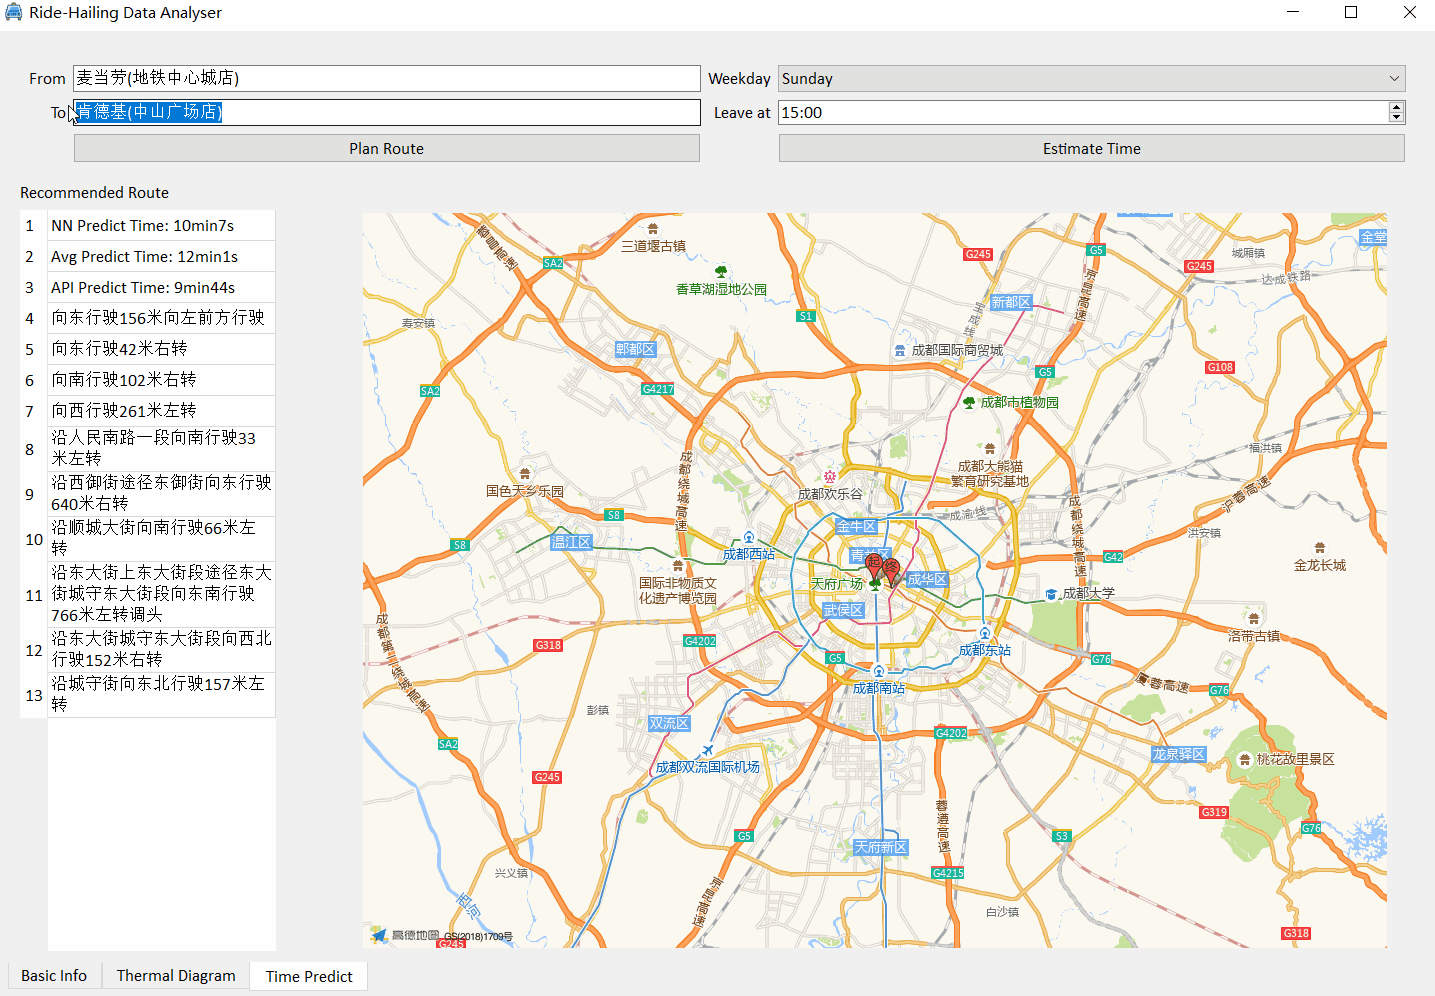 Ride-Hailing Data Analyser
From 麦当劳(地铁中心城店) Weekday Sunday
To 肯德基(中山广场店) Leave at 15:00
Plan Route Estimate Time
Recommended Route
1 NN Predict Time: 10min7s
2 Avg Predict Time: 12min1s
3 API Predict Time: 9min44s
4 向东行驶156米向左前方行驶
5 向东行驶42米右转
6 向南行驶102米右转
7 向西行驶261米左转
8 沿人民南路一段向南行驶33
米左转
9 沿西御街途径东御街向东行驶
640米右转
10 沿顺城大街向南行驶66米左
转
11 沿东大街上东大街段途径东大
街城守东大街段向东南行驶
766米左转调头
12 沿东大街城守东大街段向西北
行驶152米右转
13 沿城守街向东北行驶157米左
转
三道堰古镇
香草湖湿地公园
SA2
G245
G5
G245
城厢镇
金堂
达成铁路
京昆高速
寿安镇
S1
新都区
郫都区
成都国际商贸城
G5
G108
SA2
G4217
成都市植物园
成都绕城高速
国色天乡乐园
成都欢乐谷
成都大熊猫
繁育研究基地
福洪镇
沪蓉高速
成都绕城高速
S8
S8
温江区
成都西站
金牛区
成渝线
洪安镇
G42
金龙长城
国际非物质文
化遗产博览园
起
终
天府广场
成华区
武侯区
成都大学
洛带古镇
G318
G4202
G5
成都东站
G76
成都南站
蓉高速
G76
彭镇
双流区
G4202
SA2
成都双流国际机场
龙泉驿区
桃花故里景区
G245
G319
G76
蓉遵高速
G5
S3
天府新区
兴义镇
G4215
京昆高速
白沙镇
西河
高德地图 GS(2018)1709号
G245
G318
Basic Info Thermal Diagram Time Predict